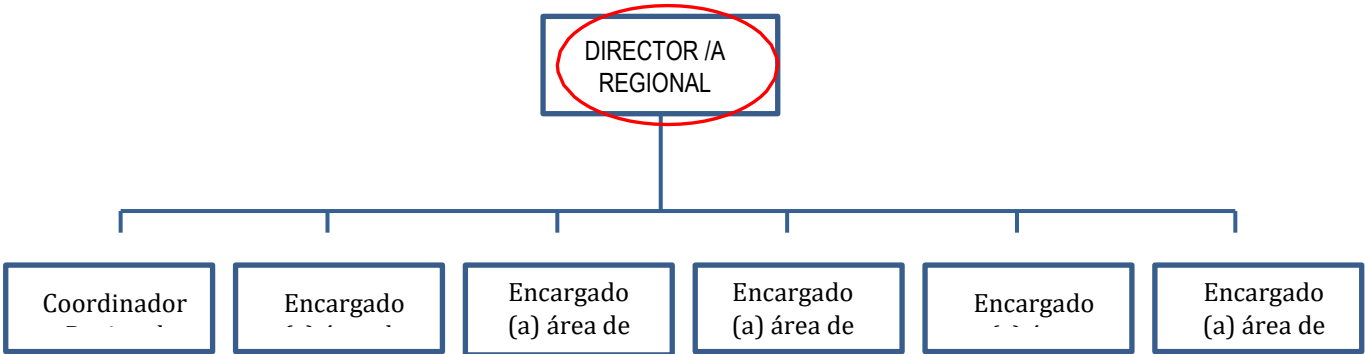 DIRECTOR /A
REGIONAL
Coordinador
Encargado
Encargado
(a) área de
Encargado
(a) área de
Encargado
Encargado
(a) área de